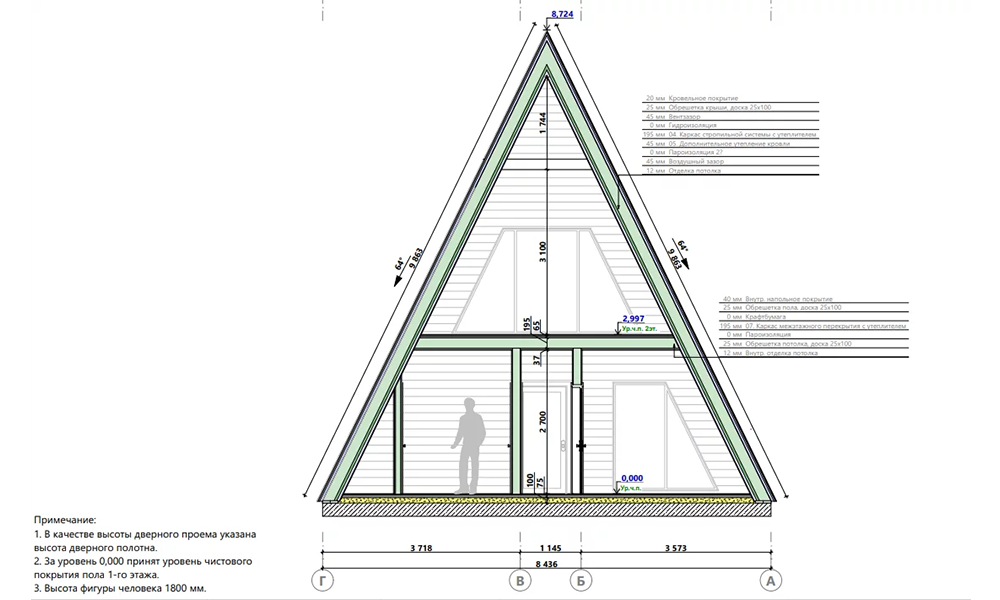 8,724
1 744
20 мм Кровельное покрытие
25 мм Обрешетка крыши, доска 25х100
45 мм Вентзазор
0 мм Гидроизоляция
195 мм 04. Каркас стропильной системы с утеплителем
45 мм 05. Дополнительное утепление кровли
0 мм Пароизоляция 2?
45 мм Воздушный зазор
12 мм Отделка потолка
64°
9 863
3 100
64°
9 863
40 мм Внутр. напольное покрытие
25 мм Обрешетка пола, доска 25х100
0 мм Крафтбумага
195 мм 07. Каркас межэтажного перекрытия с утеплителем
0 мм Пароизоляция
25 мм Обрешетка потолка, доска 25х100
12 мм Внутр. отделка потолка
195
65
2,997
Ур.ч.п. 2эт.
37
2 700
100
75
0,000
Ур.ч.п.
Примечание:
1. В качестве высоты дверного проема указана
высота дверного полотна.
2. За уровень 0,000 принят уровень чистового
покрытия пола 1-го этажа.
3. Высота фигуры человека 1800 мм.
3 718
1 145
3 573
8 436
Г
В
Б
А